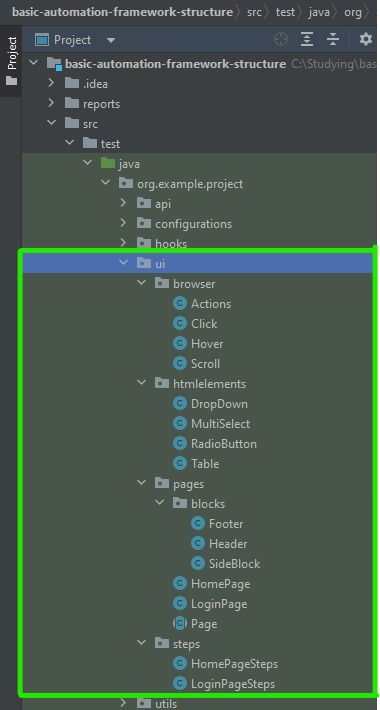 basic-automation-framework-structure src test java org
Project
Project
basic-automation-framework-structure C:\Studying\bas
.idea
reports
src
test
java
org.example.project
api
configurations
hooks
ui
browser
C Actions
C Click
C Hover
C Scroll
htmlelements
C DropDown
C MultiSelect
C RadioButton
C Table
pages
blocks
C Footer
C Header
C SideBlock
C HomePage
C LoginPage
C Page
steps
C HomePageSteps
C LoginPageSteps
utils